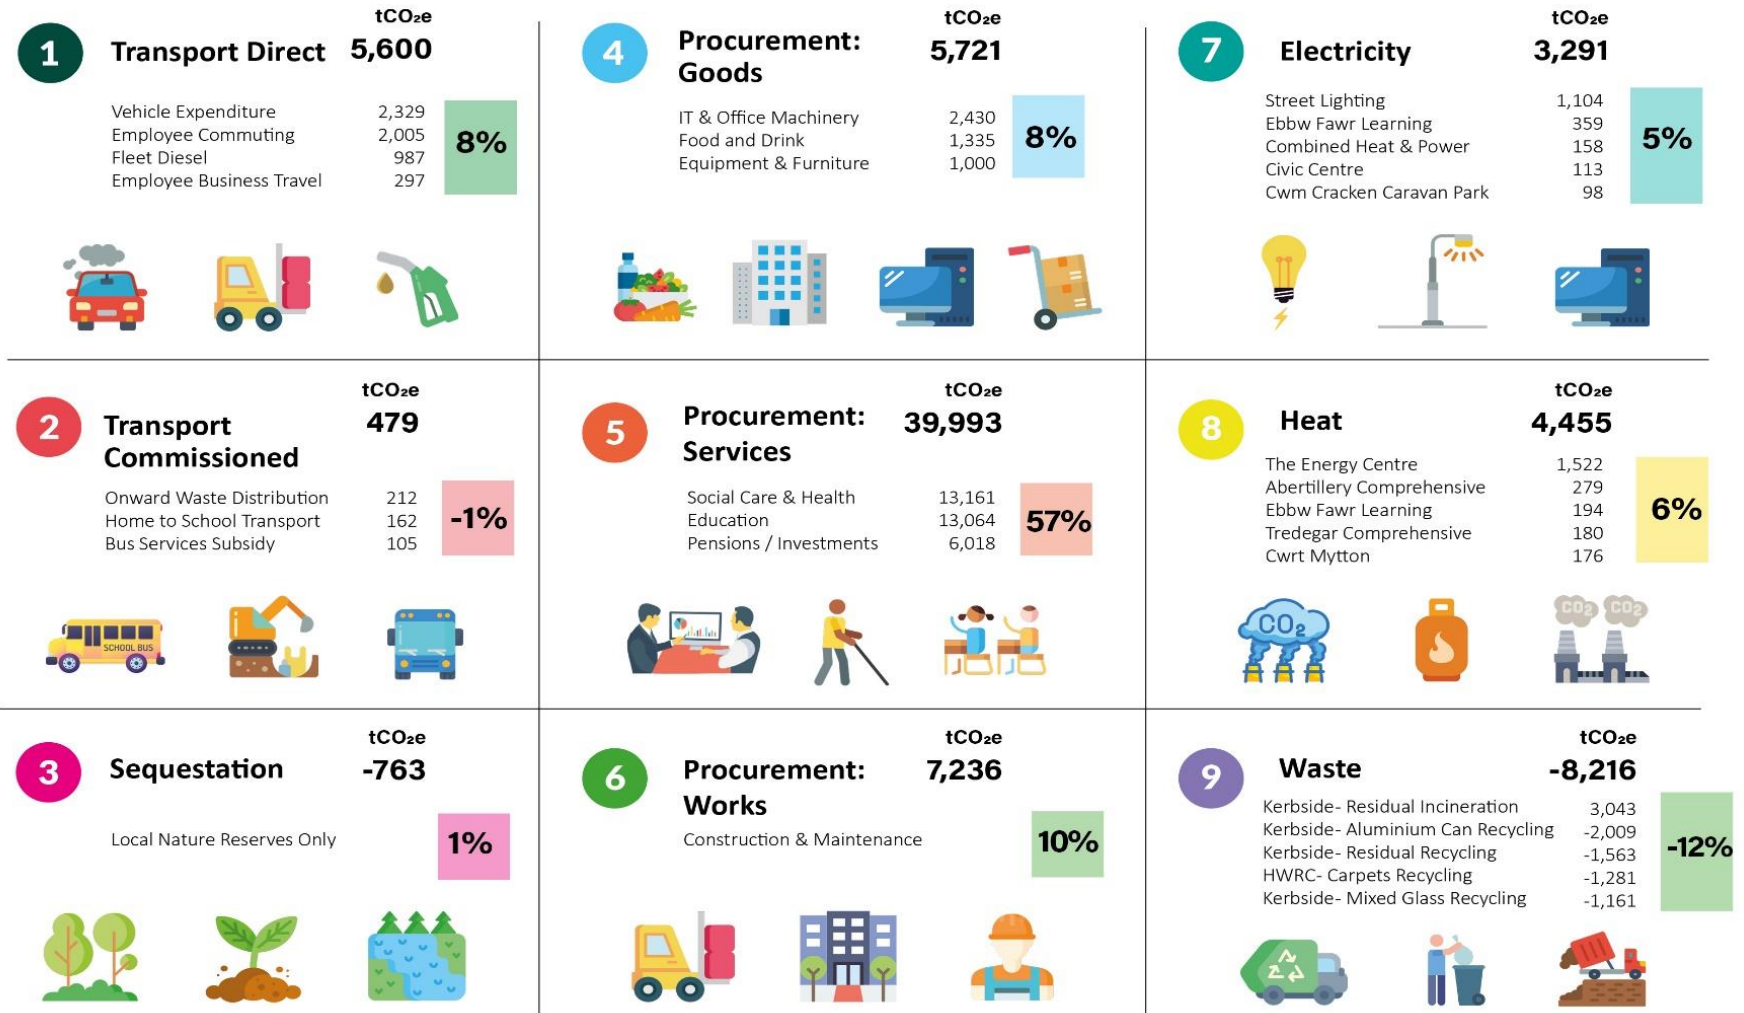 1 Transport Direct tCO₂e 5,600
Vehicle Expenditure 2,329
Employee Commuting 2,005
Fleet Diesel 987
Employee Business Travel 297
8%
2 Transport Commissioned tCO₂e 479
Onward Waste Distribution 212
Home to School Transport 162
Bus Services Subsidy 105
-1%
SCHOOL BUS
3 Sequestation tCO₂e -763
Local Nature Reserves Only
1%
4 Procurement: Goods tCO₂e 5,721
IT & Office Machinery 2,430
Food and Drink 1,335
Equipment & Furniture 1,000
8%
5 Procurement: Services tCO₂e 39,993
Social Care & Health 13,161
Education 13,064
Pensions / Investments 6,018
57%
6 Procurement: Works tCO₂e 7,236
Construction & Maintenance
10%
7 Electricity tCO₂e 3,291
Street Lighting 1,104
Ebbw Fawr Learning 359
Combined Heat & Power 158
Civic Centre 113
Cwm Cracken Caravan Park 98
5%
8 Heat tCO₂e 4,455
The Energy Centre 1,522
Abertillery Comprehensive 279
Ebbw Fawr Learning 194
Tredegar Comprehensive 180
Cwrt Mytton 176
6%
CO₂
CO₂ CO₂
9 Waste tCO₂e -8,216
Kerbside- Residual Incineration 3,043
Kerbside- Aluminium Can Recycling -2,009
Kerbside- Residual Recycling -1,563
HWRC- Carpets Recycling -1,281
Kerbside- Mixed Glass Recycling -1,161
-12%